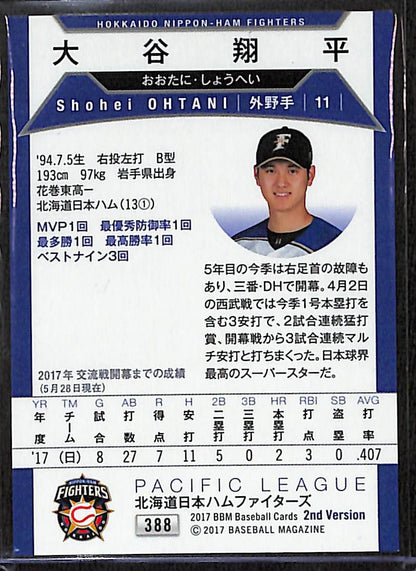 HOKKAIDO NIPPON-HAM FIGHTERS
大谷翔平
おおたに・しょうへい
Shohei OHTANI | 外野手 | 11 |
'94.7.5生 右投左打 B型
193cm 97kg 岩手県出身
花巻東高ー
北海道日本ハム(13①)
MVP1回 最優秀防御率1回
最多勝1回 最高勝率1回
ベストナイン3回
5年目の今季は右足首の故障も
あり、三番・DHで開幕。4月2日
の西武戦では今季1号本塁打
を含む3安打で、2試合連続猛打
賞、開幕戦から3試合連続マル
チ安打と打ちまくった。日本球界
最高のスーパースターだ。
2017年 交流戦開幕までの成績
(5月28日現在)
YR TM G AB R H 2B 3B HR RBI SB AVG
年度 チーム 試合 打数 得点 安打 二塁打 三塁打 本塁打 打点 盗塁 打率
'17 (日) 8 27 7 11 5 0 2 3 0 .407
NIPPON-HAM
FIGHTERS
PACIFIC LEAGUE
北海道日本ハムファイターズ
388 2017 BBM Baseball Cards 2nd Version
©2017 BASEBALL MAGAZINE